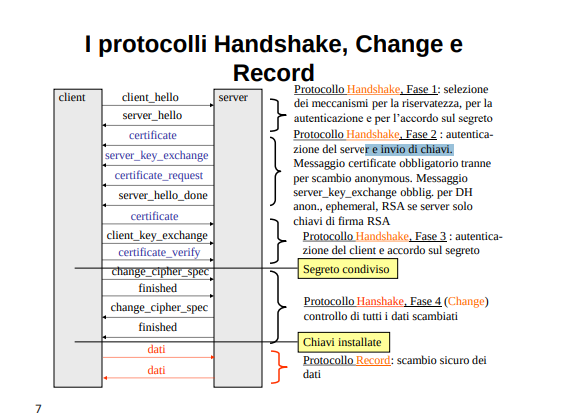 I protocolli Handshake, Change e
Record
client
server
client_hello
server_hello
certificate
server_key_exchange
certificate_request
server_hello_done
certificate
client_key_exchange
certificate_verify
change_cipher_spec
finished
change_cipher_spec
finished
dati
dati
Protocollo Handshake, Fase 1: selezione
dei meccanismi per la riservatezza, per la
autenticazione e per l'accordo sul segreto
Protocollo Handshake, Fase 2 : autentica-
zione del server e invio di chiavi.
Messaggio certificate obbligatorio tranne
per scambio anonymous. Messaggio
server_key_exchange obblig. per DH
anon., ephemeral, RSA se server solo
chiavi di firma RSA
Protocollo Handshake, Fase 3 : autentica-
zione del client e accordo sul segreto
Segreto condiviso
Protocollo Hanshake, Fase 4 (Change)
controllo di tutti i dati scambiati
Chiavi installate
Protocollo Record: scambio sicuro dei
dati
7